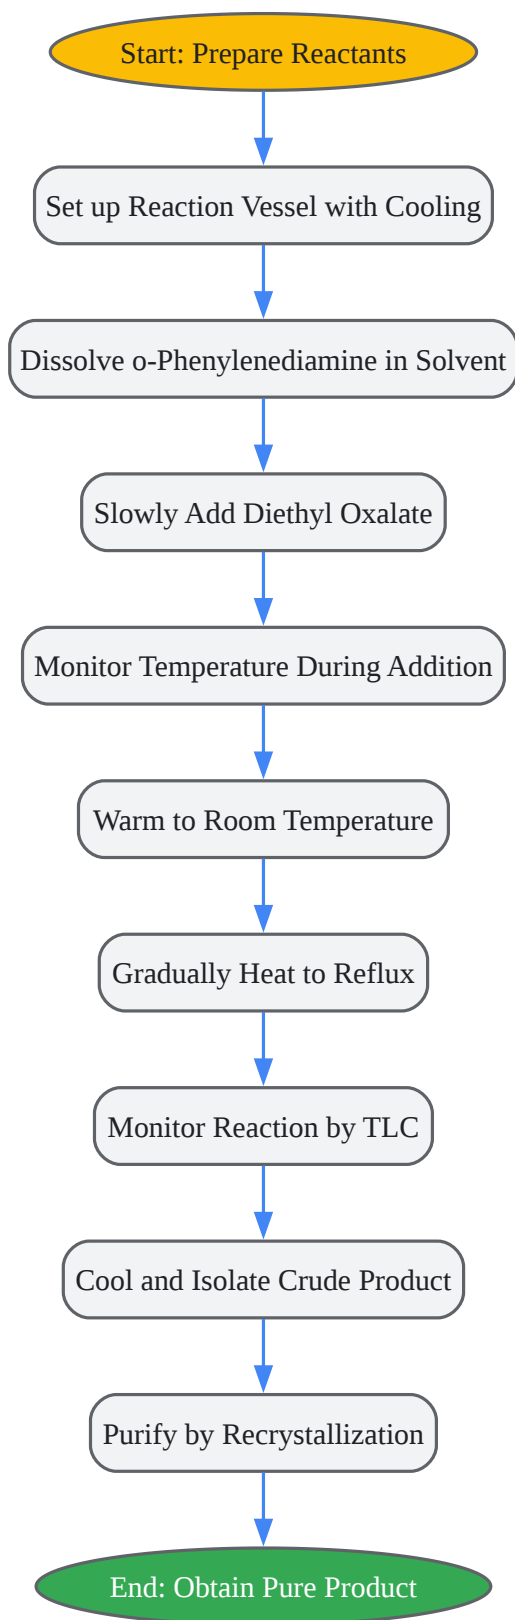 Start: Prepare Reactants
Set up Reaction Vessel with Cooling
Dissolve o-Phenylenediamine in Solvent
Slowly Add Diethyl Oxalate
Monitor Temperature During Addition
Warm to Room Temperature
Gradually Heat to Reflux
Monitor Reaction by TLC
Cool and Isolate Crude Product
Purify by Recrystallization
End: Obtain Pure Product